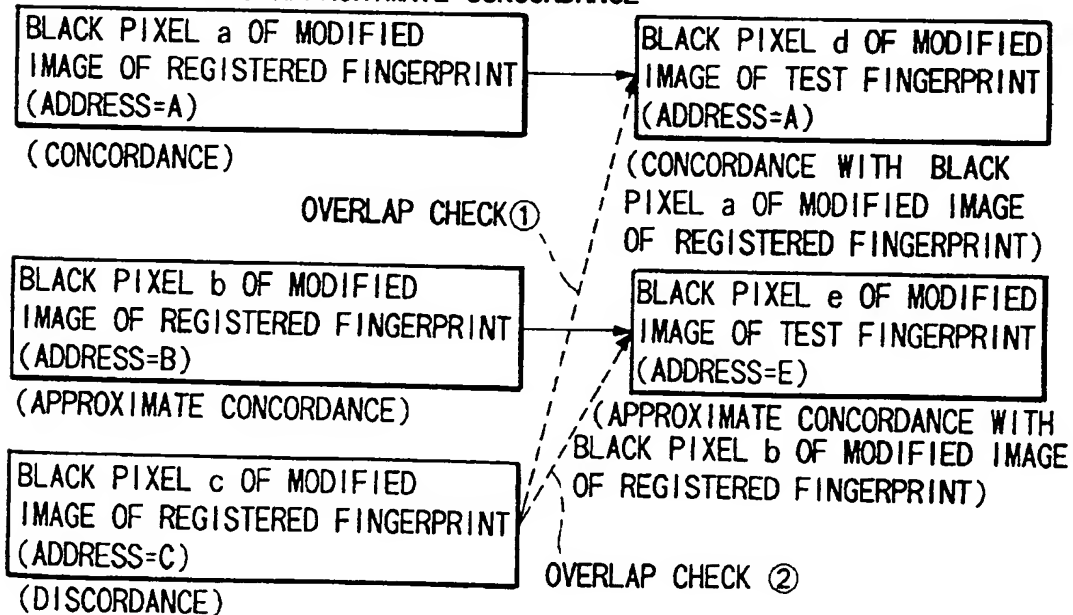 CONCORDANCE
BLACK PIXEL a OF MODIFIED
IMAGE OF REGISTERED FINGERPRINT
(ADDRESS=A)
(CONCORDANCE)
BLACK PIXEL d OF MODIFIED
IMAGE OF TEST FINGERPRINT
(ADDRESS=A)
(CONCORDANCE WITH BLACK
PIXEL a OF MODIFIED IMAGE
OF REGISTERED FINGERPRINT)
OVERLAP CHECK①
BLACK PIXEL b OF MODIFIED
IMAGE OF REGISTERED FINGERPRINT
(ADDRESS=B)
(APPROXIMATE CONCORDANCE)
BLACK PIXEL e OF MODIFIED
IMAGE OF TEST FINGERPRINT
(ADDRESS=E)
(APPROXIMATE CONCORDANCE WITH
BLACK PIXEL b OF MODIFIED IMAGE
OF REGISTERED FINGERPRINT)
BLACK PIXEL c OF MODIFIED
IMAGE OF REGISTERED FINGERPRINT
(ADDRESS=C)
(DISCORDANCE)
OVERLAP CHECK ②